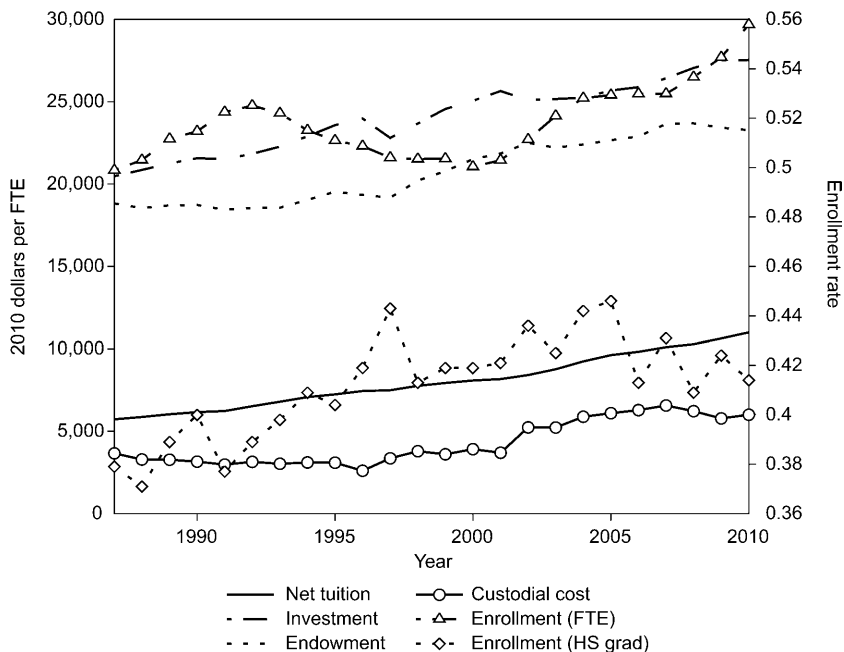 30,000
25,000
20,000
15,000
10,000
5,000
0
2010 dollars per FTE
0.56
0.54
0.52
0.5
0.48
0.46
0.44
0.42
0.4
0.38
0.36
Enrollment rate
1990 1995 2000 2005 2010
Year
Net tuition Custodial cost
Investment Enrollment (FTE)
Endowment Enrollment (HS grad)